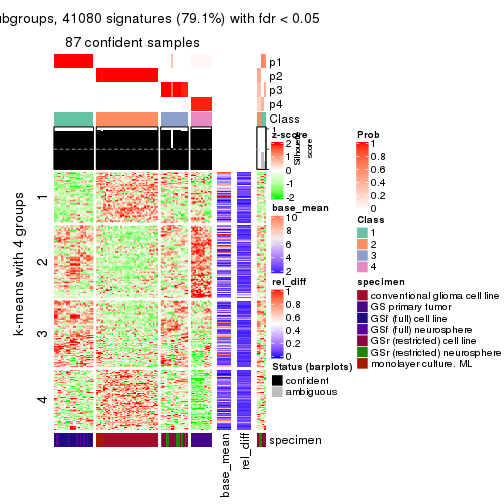 ubgroups, 41080 signatures (79.1%) with fdr < 0.05
87 confident samples
p1
p2
p3
p4
Class
1
Silhouette score
z-score
2
1
0
-1
-2
base_mean
10
8
6
4
2
rel_diff
1
0.8
0.6
0.4
0.2
0
Status (barplots)
confident
ambiguous
Prob
1
0.8
0.6
0.4
0.2
0
Class
1
2
3
4
specimen
conventional glioma cell line
GS primary tumor
GSf (full) cell line
GSf (full) neurosphere
GSr (restricted) cell line
GSr (restricted) neurosphere
monolayer culture. ML
k-means with 4 groups
1
2
3
4
specimen
base_mean
rel_diff